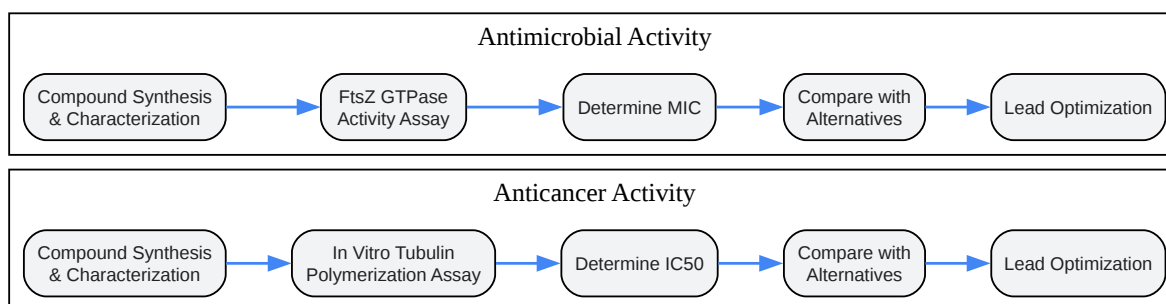 Antimicrobial Activity
Compound Synthesis
& Characterization
FtsZ GTPase
Activity Assay
Determine MIC
Compare with
Alternatives
Lead Optimization
Anticancer Activity
Compound Synthesis
& Characterization
In Vitro Tubulin
Polymerization Assay
Determine IC50
Compare with
Alternatives
Lead Optimization